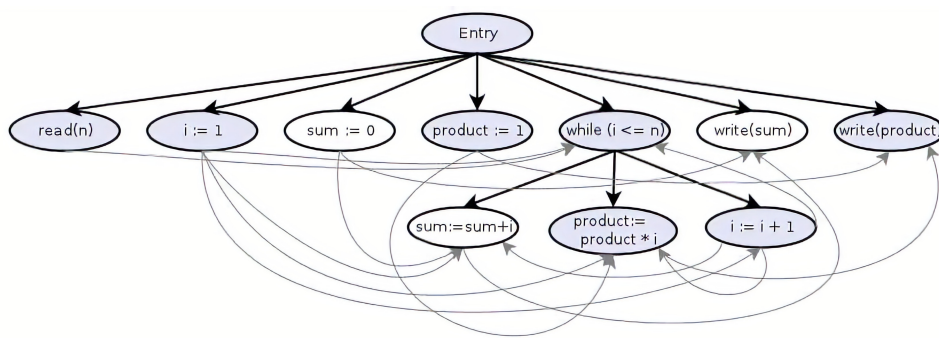 Entry
read(n)
i := 1
sum := 0
product := 1
while (i <= n)
write(sum)
write(product
sum:=sum+i
product:=
product * i
i := i + 1